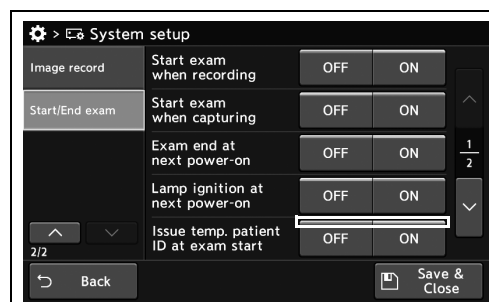 > System setup
Image record
Start/End exam
2/2
Start exam
when recording
OFF ON
Start exam
when capturing
OFF ON
Exam end at
next power-on
OFF ON
Lamp ignition at
next power-on
OFF ON
Issue temp. patient
ID at exam start
OFF ON
1
2
Back
Save &
Close